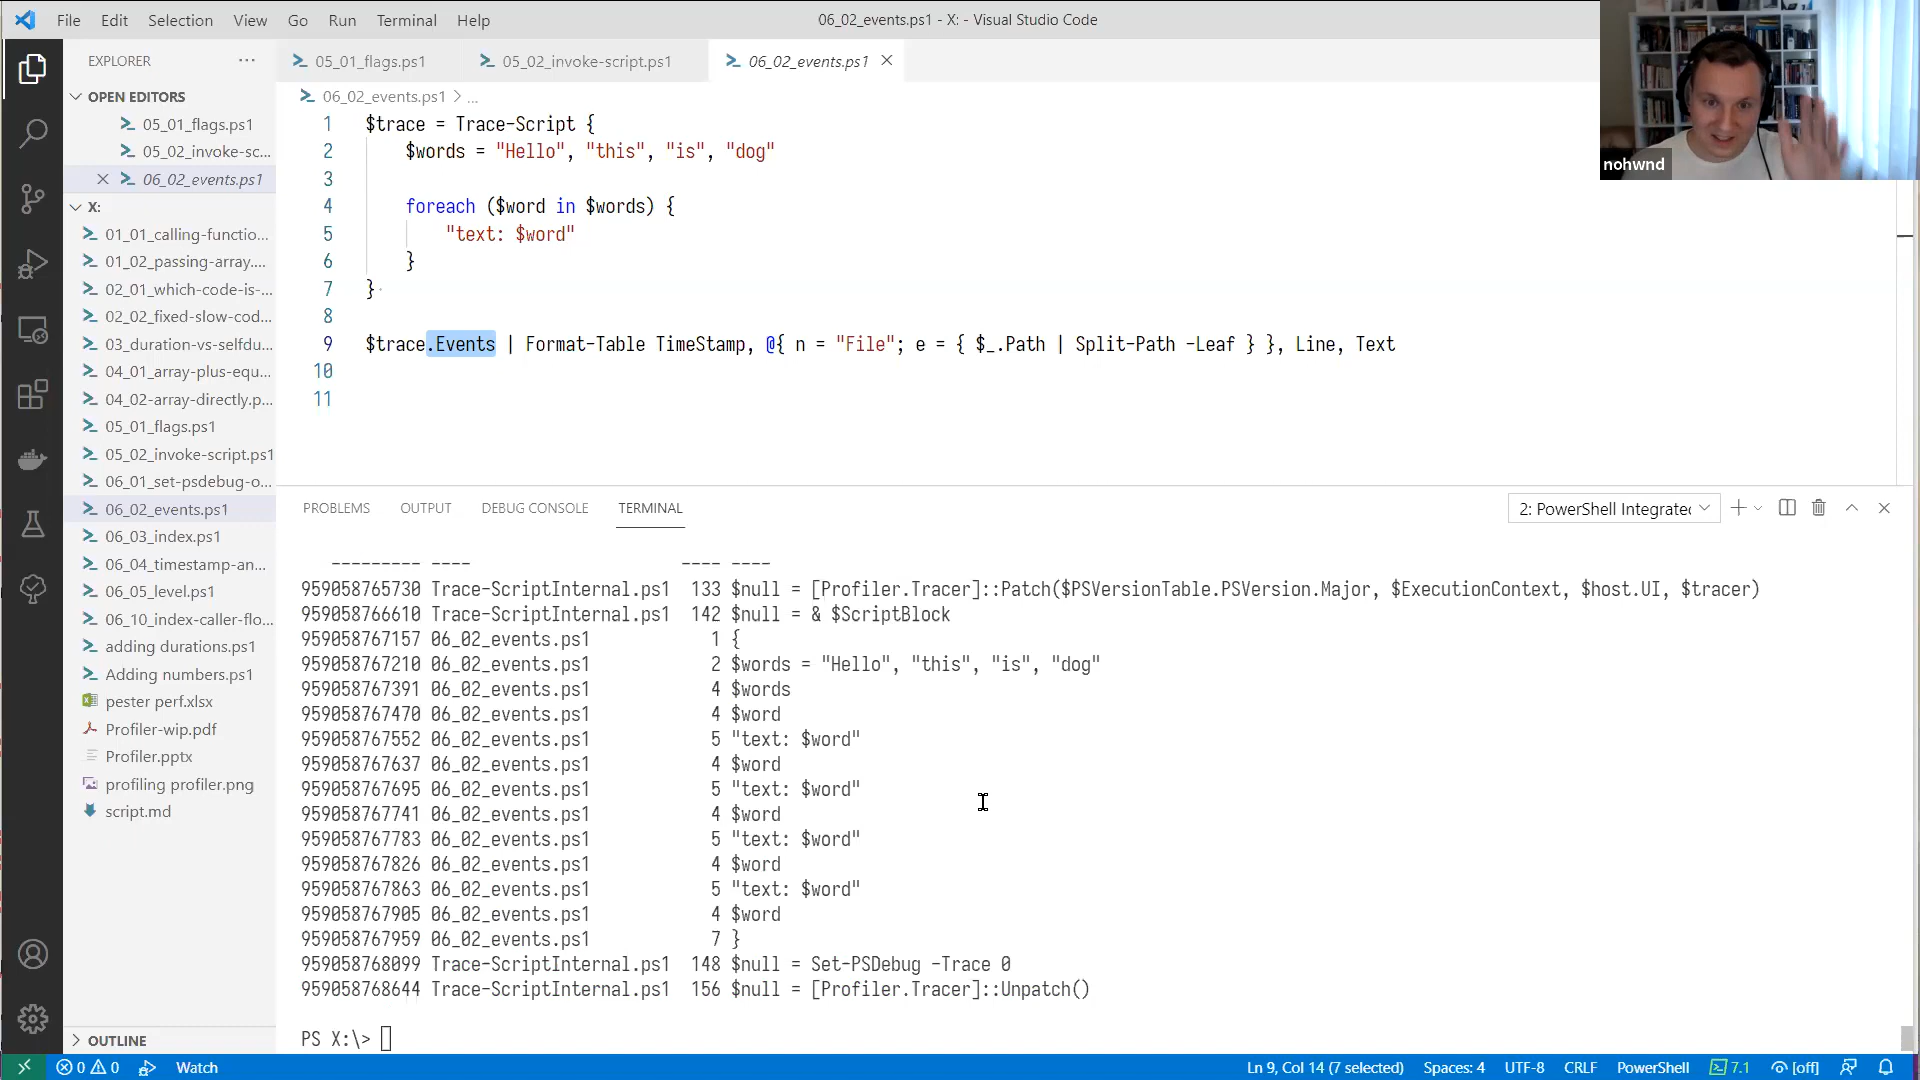 File Edit Selection View Go Run Terminal Help
06_02_events.ps1 - X: - Visual Studio Code
nohwnd
EXPLORER
05_01_flags.ps1
05_02_invoke-script.ps1
06_02_events.ps1
OPEN EDITORS
05_01_flags.ps1
05_02_invoke-sc...
06_02_events.ps1
X:
01_01_calling-functio...
01_02_passing-array....
02_01_which-code-is-...
02_02_fixed-slow-cod...
03_duration-vs-selfdu...
04_01_array-plus-equ...
04_02-array-directly.p...
05_01_flags.ps1
05_02_invoke-script.ps1
06_01_set-psdebug-o...
06_02_events.ps1
06_03_index.ps1
06_04_timestamp-an...
06_05_level.ps1
06_10_index-caller-flo...
adding durations.ps1
Adding numbers.ps1
pester perf.xlsx
Profiler-wip.pdf
Profiler.pptx
profiling profiler.png
script.md
OUTLINE
06_02_events.ps1 > ...
1 $trace = Trace-Script {
2 $words = "Hello", "this", "is", "dog"
3
4 foreach ($word in $words) {
5 "text: $word"
6 }
7 }
8
9 $trace.Events | Format-Table TimeStamp, @{ n = "File"; e = { $_.Path | Split-Path -Leaf } }, Line, Text
10
11
PROBLEMS OUTPUT DEBUG CONSOLE TERMINAL
2: PowerShell Integrated
--------- ---- ---- ----
959058765730 Trace-ScriptInternal.ps1 133 $null = [Profiler.Tracer]::Patch($PSVersionTable.PSVersion.Major, $ExecutionContext, $host.UI, $tracer)
959058766610 Trace-ScriptInternal.ps1 142 $null = & $ScriptBlock
959058767157 06_02_events.ps1 1 {
959058767210 06_02_events.ps1 2 $words = "Hello", "this", "is", "dog"
959058767391 06_02_events.ps1 4 $words
959058767470 06_02_events.ps1 4 $word
959058767552 06_02_events.ps1 5 "text: $word"
959058767637 06_02_events.ps1 4 $word
959058767695 06_02_events.ps1 5 "text: $word"
959058767741 06_02_events.ps1 4 $word
959058767783 06_02_events.ps1 5 "text: $word"
959058767826 06_02_events.ps1 4 $word
959058767863 06_02_events.ps1 5 "text: $word"
959058767905 06_02_events.ps1 4 $word
959058767959 06_02_events.ps1 7 }
959058768099 Trace-ScriptInternal.ps1 148 $null = Set-PSDebug -Trace 0
959058768644 Trace-ScriptInternal.ps1 156 $null = [Profiler.Tracer]::Unpatch()
PS X:\>
0 0 Watch
Ln 9, Col 14 (7 selected) Spaces: 4 UTF-8 CRLF PowerShell 7.1 [off]